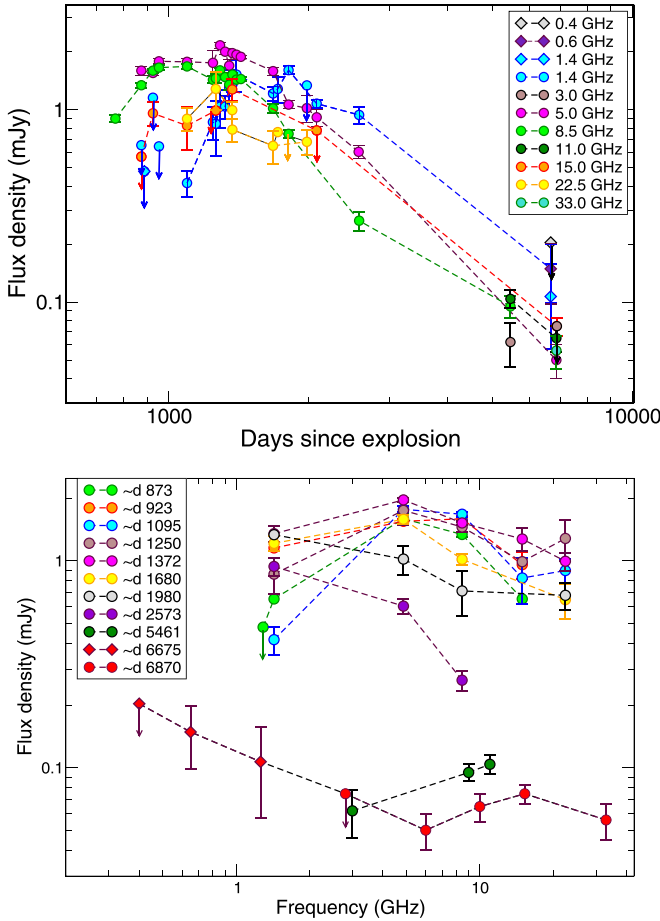 Flux density (mJy)
1
0.1
1000
10000
Days since explosion
0.4 GHz
0.6 GHz
1.4 GHz
1.4 GHz
3.0 GHz
5.0 GHz
8.5 GHz
11.0 GHz
15.0 GHz
22.5 GHz
33.0 GHz
Flux density (mJy)
1
0.1
1
10
Frequency (GHz)
~d 873
~d 923
~d 1095
~d 1250
~d 1372
~d 1680
~d 1980
~d 2573
~d 5461
~d 6675
~d 6870